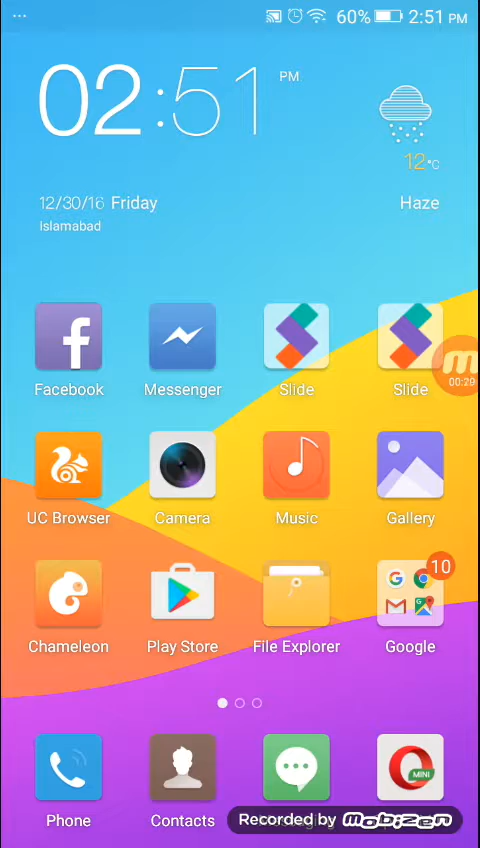 60% 2:51 PM
02:51 PM
12°C
12/30/16 Friday
Haze
Islamabad
00:29
Facebook
Messenger
Slide
Slide
UC Browser
Camera
Music
Gallery
10
Chameleon
Play Store
File Explorer
Google
MINI
Phone
Contacts
Recorded by MOBIZEN